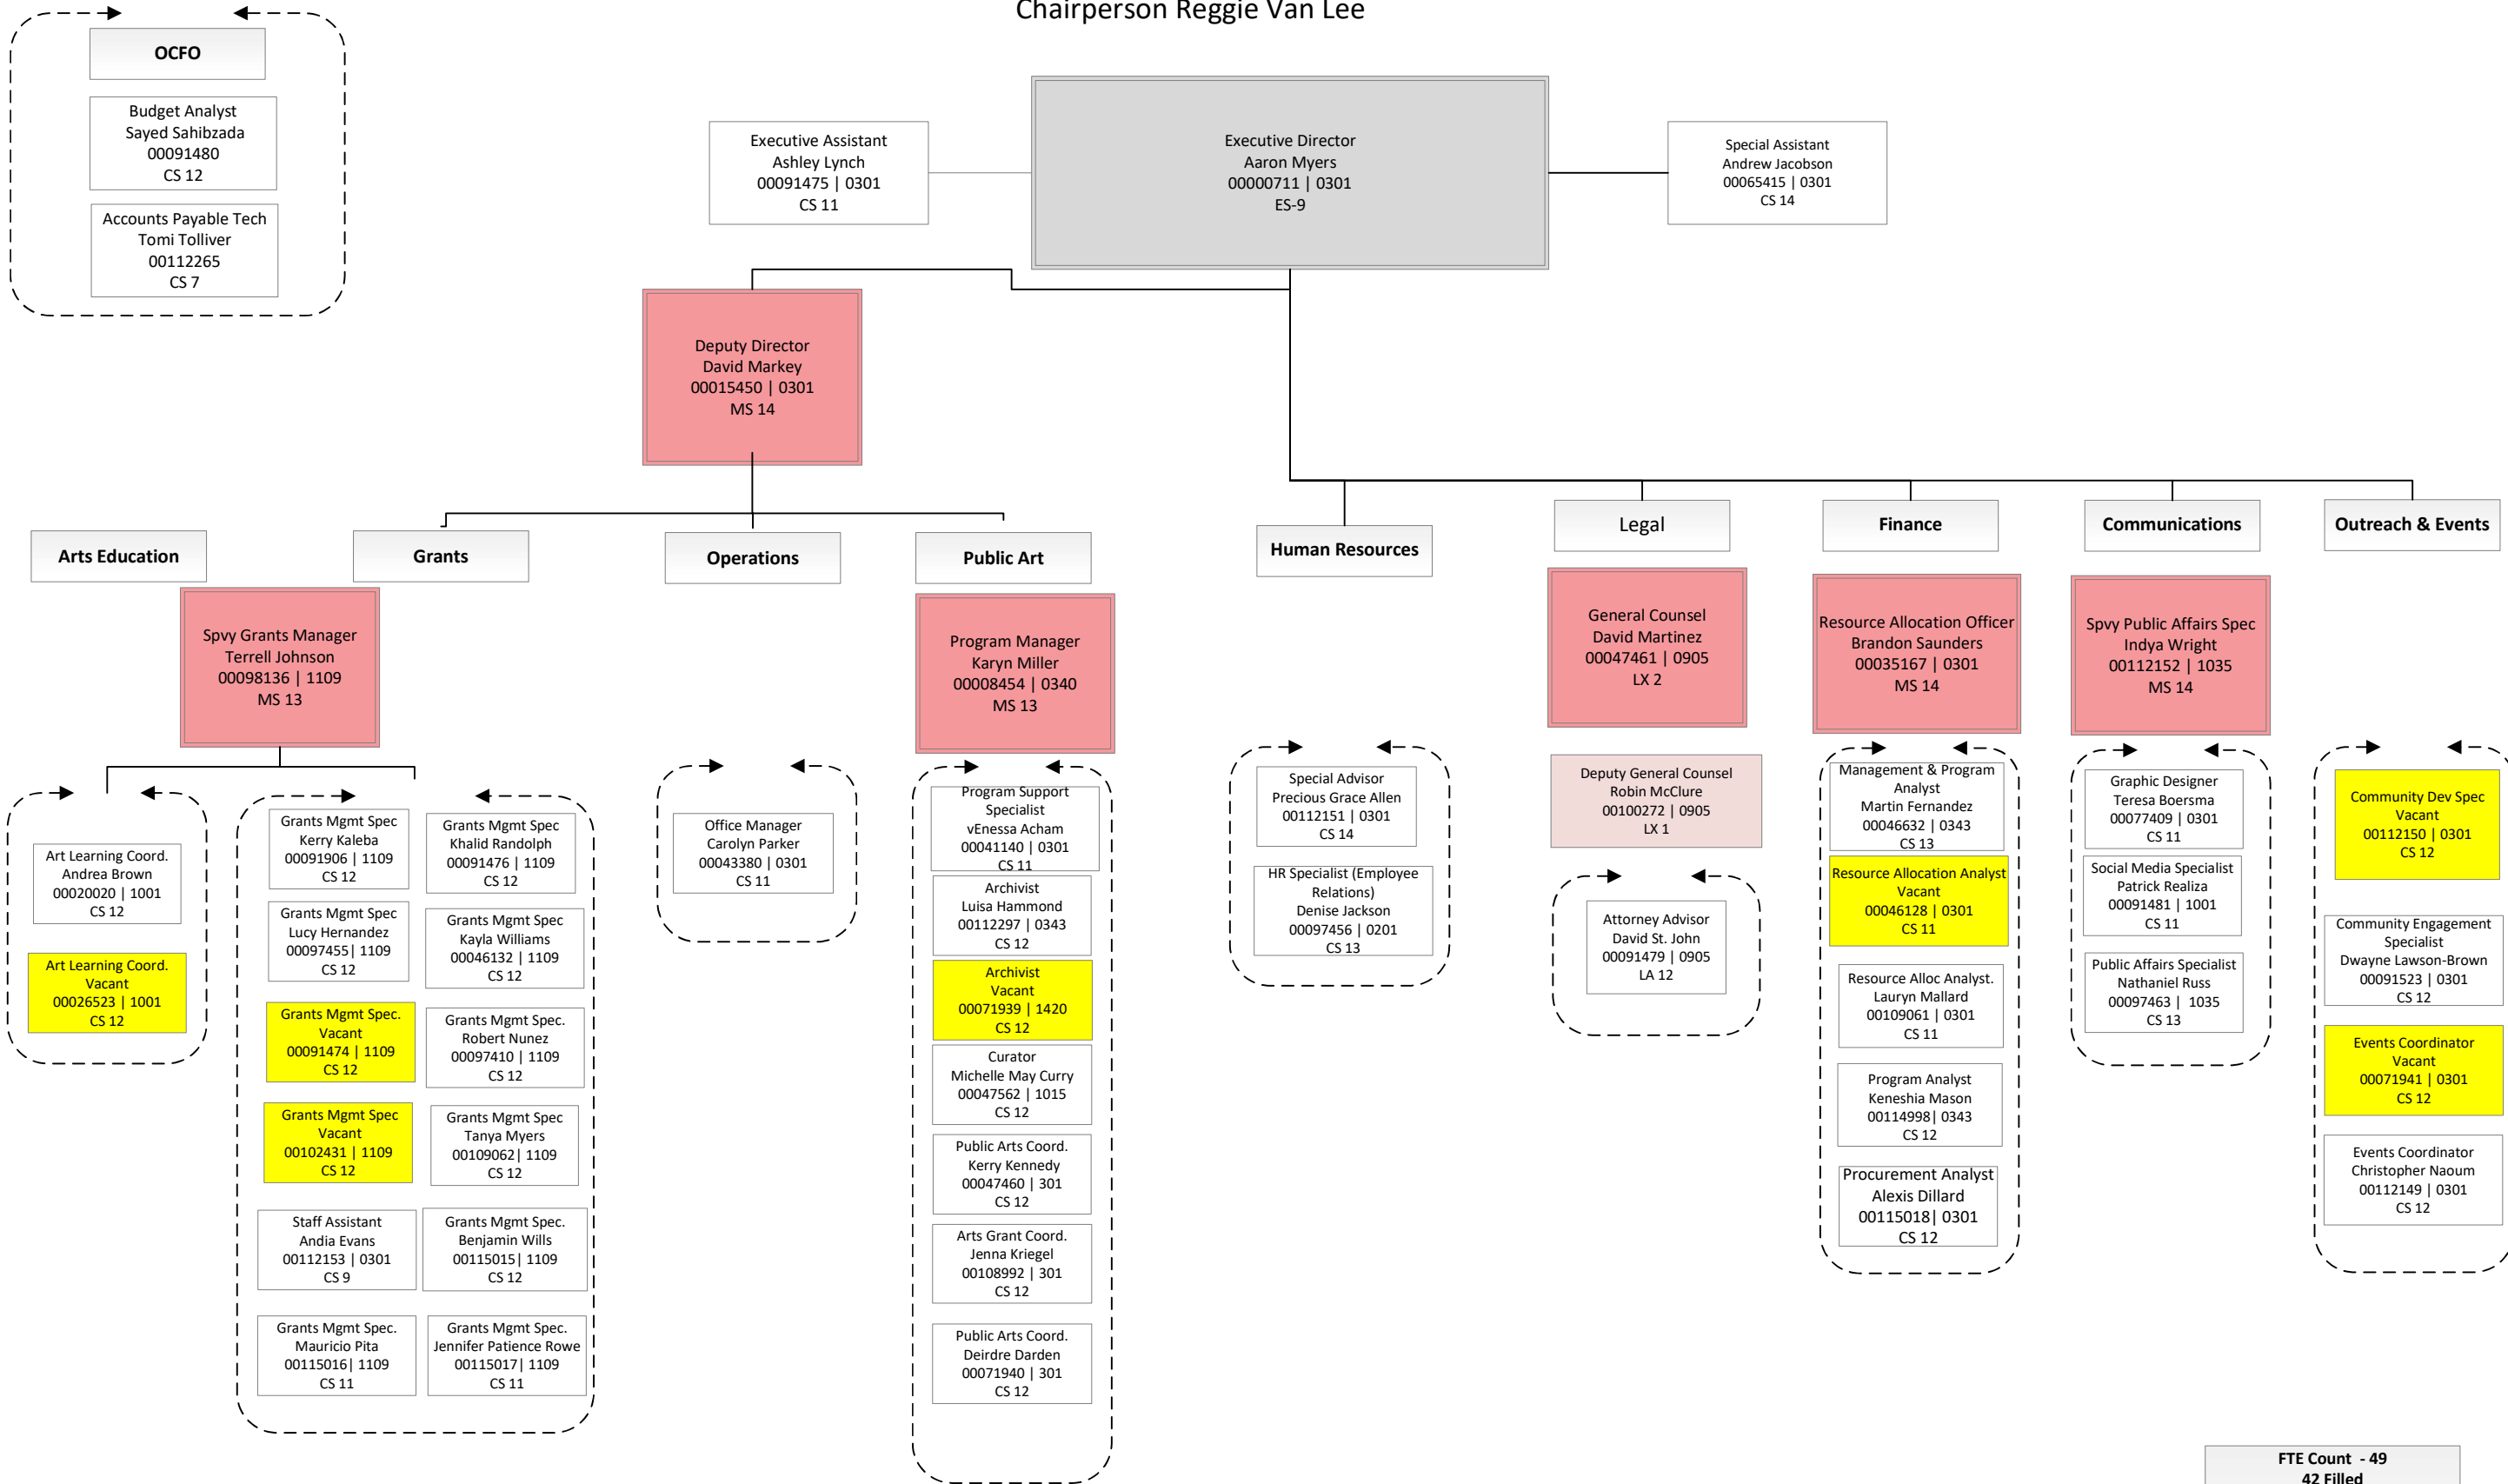 Chairperson Reggie Van Lee
OCFO
Budget Analyst
Sayed Sahibzada
00091480
CS 12
Accounts Payable Tech
Tomi Tolliver
00112265
CS 7
Executive Assistant
Ashley Lynch
00091475 | 0301
CS 11
Executive Director
Aaron Myers
00000711 | 0301
ES-9
Special Assistant
Andrew Jacobson
00065415 | 0301
CS 14
Deputy Director
David Markey
00015450 | 0301
MS 14
Arts Education
Grants
Operations
Public Art
Human Resources
Legal
Finance
Communications
Outreach & Events
Spvy Grants Manager
Terrell Johnson
00098136 | 1109
MS 13
Program Manager
Karyn Miller
00008454 | 0340
MS 13
General Counsel
David Martinez
00047461 | 0905
LX 2
Resource Allocation Officer
Brandon Saunders
00035167 | 0301
MS 14
Spvy Public Affairs Spec
Indya Wright
00112152 | 1035
MS 14
Art Learning Coord.
Andrea Brown
00020020 | 1001
CS 12
Art Learning Coord.
Vacant
00026523 | 1001
CS 12
Grants Mgmt Spec
Kerry Kaleba
00091906 | 1109
CS 12
Grants Mgmt Spec
Khalid Randolph
00091476 | 1109
CS 12
Grants Mgmt Spec
Lucy Hernandez
00097455| 1109
CS 12
Grants Mgmt Spec
Kayla Williams
00046132 | 1109
CS 12
Grants Mgmt Spec.
Vacant
00091474 | 1109
CS 12
Grants Mgmt Spec.
Robert Nunez
00097410 | 1109
CS 12
Grants Mgmt Spec
Vacant
00102431 | 1109
CS 12
Grants Mgmt Spec
Tanya Myers
00109062| 1109
CS 12
Staff Assistant
Andia Evans
00112153 | 0301
CS 9
Grants Mgmt Spec.
Benjamin Wills
00115015| 1109
CS 12
Grants Mgmt Spec.
Mauricio Pita
00115016| 1109
CS 11
Grants Mgmt Spec.
Jennifer Patience Rowe
00115017| 1109
CS 11
Office Manager
Carolyn Parker
00043380 | 0301
CS 11
Program Support
Specialist
vEnessa Acham
00041140 | 0301
CS 11
Archivist
Luisa Hammond
00112297 | 0343
CS 12
Archivist
Vacant
00071939 | 1420
CS 12
Curator
Michelle May Curry
00047562 | 1015
CS 12
Public Arts Coord.
Kerry Kennedy
00047460 | 301
CS 12
Arts Grant Coord.
Jenna Kriegel
00108992 | 301
CS 12
Public Arts Coord.
Deirdre Darden
00071940 | 301
CS 12
Special Advisor
Precious Grace Allen
00112151 | 0301
CS 14
HR Specialist (Employee
Relations)
Denise Jackson
00097456 | 0201
CS 13
Deputy General Counsel
Robin McClure
00100272 | 0905
LX 1
Attorney Advisor
David St. John
00091479 | 0905
LA 12
Management & Program
Analyst
Martin Fernandez
00046632 | 0343
CS 13
Resource Allocation Analyst
Vacant
00046128 | 0301
CS 11
Resource Alloc Analyst.
Lauryn Mallard
00109061 | 0301
CS 11
Program Analyst
Keneshia Mason
00114998| 0343
CS 12
Procurement Analyst
Alexis Dillard
00115018| 0301
CS 12
Graphic Designer
Teresa Boersma
00077409 | 0301
CS 11
Social Media Specialist
Patrick Realiza
00091481 | 1001
CS 11
Public Affairs Specialist
Nathaniel Russ
00097463 | 1035
CS 13
Community Dev Spec
Vacant
00112150 | 0301
CS 12
Community Engagement
Specialist
Dwayne Lawson-Brown
00091523 | 0301
CS 12
Events Coordinator
Vacant
00071941 | 0301
CS 12
Events Coordinator
Christopher Naoum
00112149 | 0301
CS 12
FTE Count - 49
42 Filled